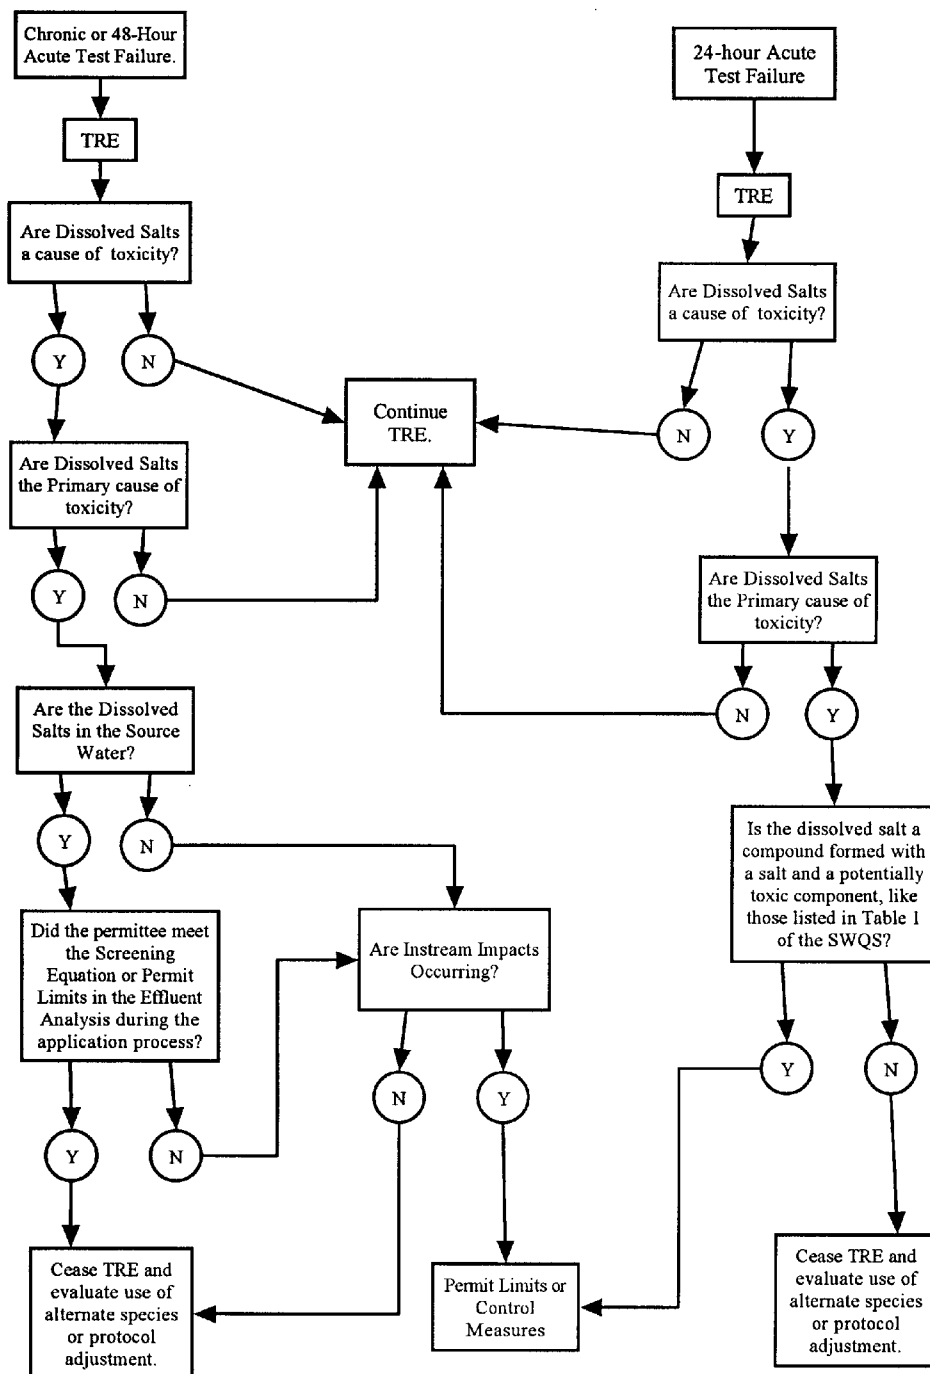 Chronic or 48-Hour
Acute Test Failure.
TRE
Are Dissolved Salts
a cause of toxicity?
Y
N
Are Dissolved Salts
the Primary cause of
toxicity?
Y
N
Are the Dissolved
Salts in the Source
Water?
Y
N
Did the permittee meet
the Screening
Equation or Permit
Limits in the Effluent
Analysis during the
application process?
Y
N
Cease TRE and
evaluate use of
alternate species
or protocol
adjustment.
Continue
TRE.
Are Instream Impacts
Occurring?
N
Y
Permit Limits or
Control
Measures
24-hour Acute
Test Failure
TRE
Are Dissolved Salts
a cause of toxicity?
N
Y
Are Dissolved Salts
the Primary cause of
toxicity?
N
Y
Is the dissolved salt a
compound formed with
a salt and a potentially
toxic component, like
those listed in Table 1
of the SWQS?
Y
N
Cease TRE and
evaluate use of
alternate species
or protocol
adjustment.